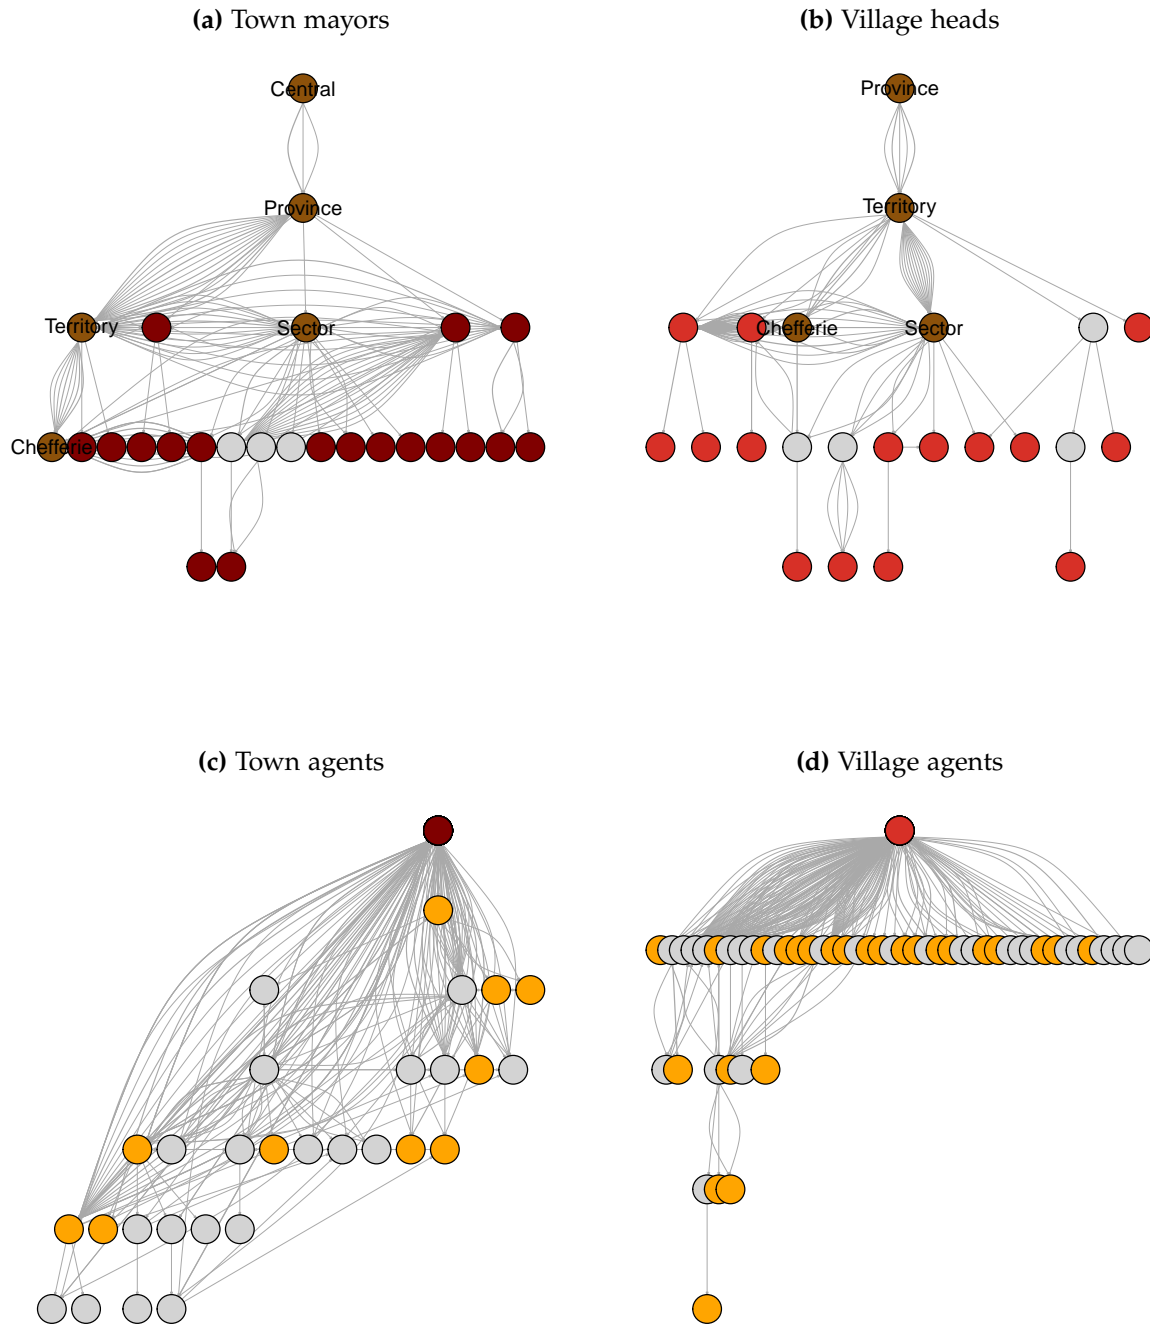 (a) Town mayors
Central
Province
Territory
Sector
Chefferie
(b) Village heads
Province
Territory
Chefferie
Sector
(c) Town agents
(d) Village agents